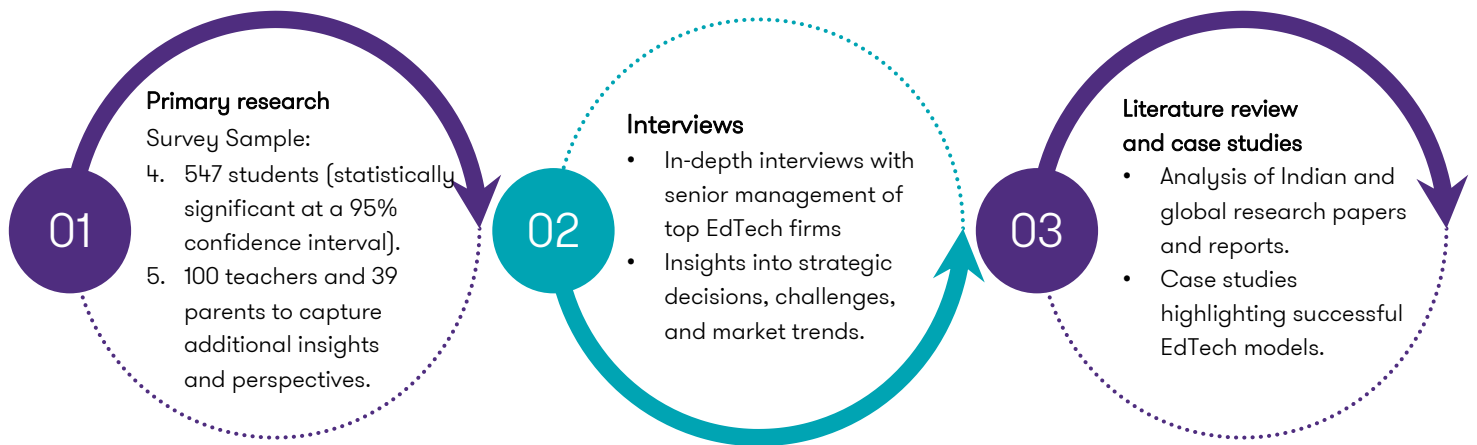 01
Primary research
Survey Sample:
4. 547 students (statistically
significant at a 95%
confidence interval).
5. 100 teachers and 39
parents to capture
additional insights
and perspectives.
02
Interviews
• In-depth interviews with
senior management of
top EdTech firms
• Insights into strategic
decisions, challenges,
and market trends.
03
Literature review
and case studies
• Analysis of Indian and
global research papers
and reports.
• Case studies
highlighting successful
EdTech models.